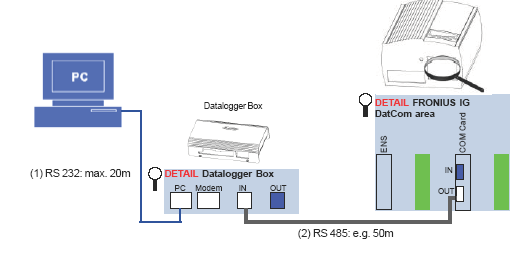 PC
Datalogger Box
DETAIL FRONIUS IG
DatCom area
ENS
COM Card
IN
OUT
(1) RS 232: max. 20m
DETAIL Datalogger Box
PC Modem IN OUT
(2) RS 485: e.g. 50m